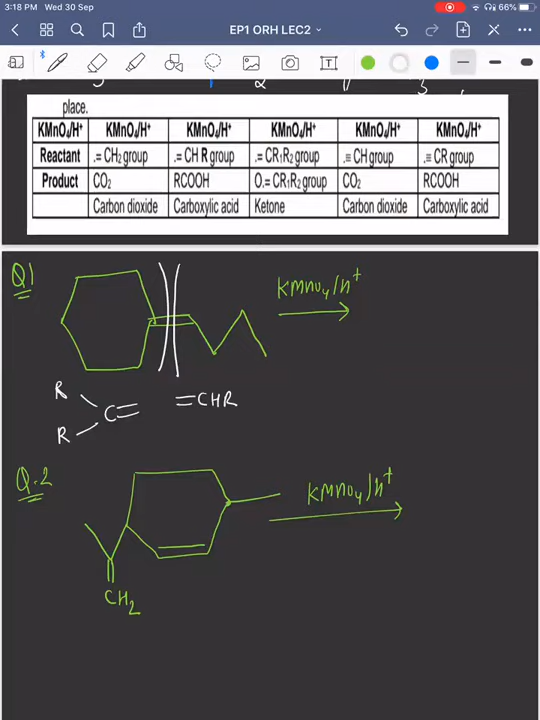 3:18 PM Wed 30 Sep
66%
EP1 ORH LEC2
place.
KMnO₄/H⁺ KMnO₄/H⁺ KMnO₄/H⁺ KMnO₄/H⁺ KMnO₄/H⁺ KMnO₄/H⁺
Reactant .= CH₂ group .= CH R group .= CR₁R₂ group .≡ CH group .≡ CR group
Product CO₂ RCOOH O.= CR₁R₂ group CO₂ RCOOH
Carbon dioxide Carboxylic acid Ketone Carbon dioxide Carboxylic acid
Q1
KMnO₄/H⁺
R
C= =CHR
R
Q.2
KMnO₄/H⁺
CH₂